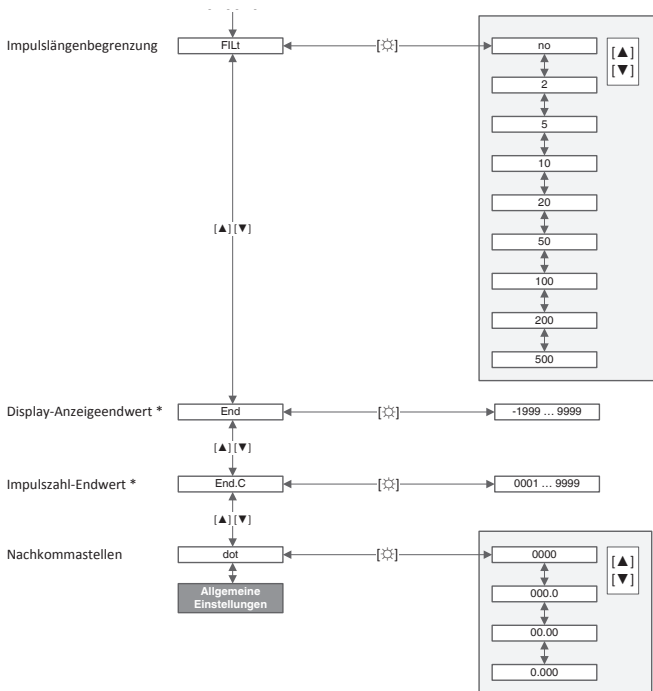 Impulslängenbegrenzung
FILt
[☼]
no
[▲]
[▼]
2
5
10
20
[▲][▼]
50
100
200
500
Display-Anzeigeendwert *
End
[☼]
-1999 … 9999
[▲][▼]
Impulszahl-Endwert *
End.C
[☼]
0001 … 9999
[▲][▼]
Nachkommastellen
dot
[☼]
0000
[▲]
[▼]
Allgemeine
Einstellungen
000.0
00.00
0.000